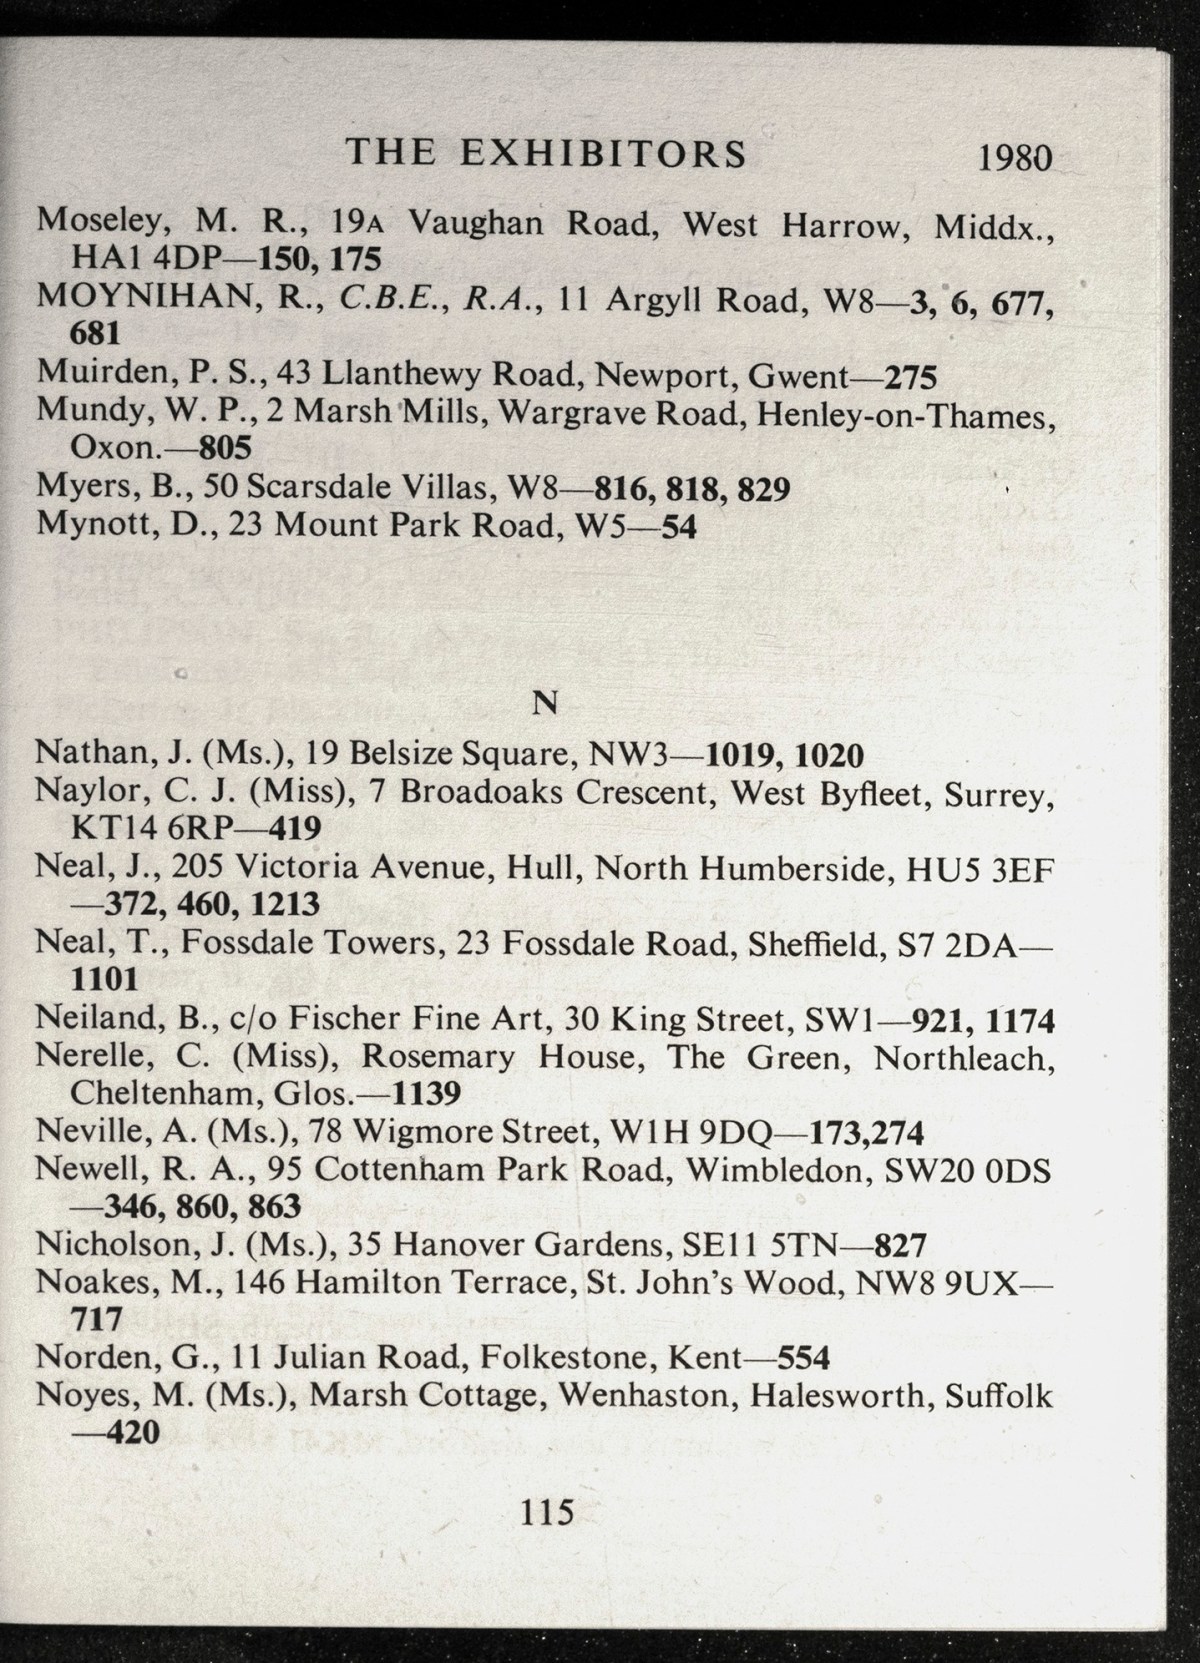 THE EXHIBITORS 1980
Moseley, M. R., 19A Vaughan Road, West Harrow, Middx.,
HA1 4DP—150, 175
MOYNIHAN, R., C.B.E., R.A., 11 Argyll Road, W8—3, 6, 677,
681
Muirden, P. S., 43 Llanthewy Road, Newport, Gwent—275
Mundy, W. P., 2 Marsh Mills, Wargrave Road, Henley-on-Thames,
Oxon.—805
Myers, B., 50 Scarsdale Villas, W8—816, 818, 829
Mynott, D., 23 Mount Park Road, W5—54
N
Nathan, J. (Ms.), 19 Belsize Square, NW3—1019, 1020
Naylor, C. J. (Miss), 7 Broadoaks Crescent, West Byfleet, Surrey,
KT14 6RP—419
Neal, J., 205 Victoria Avenue, Hull, North Humberside, HU5 3EF
—372, 460, 1213
Neal, T., Fossdale Towers, 23 Fossdale Road, Sheffield, S7 2DA—
1101
Neiland, B., c/o Fischer Fine Art, 30 King Street, SW1—921, 1174
Nerelle, C. (Miss), Rosemary House, The Green, Northleach,
Cheltenham, Glos.—1139
Neville, A. (Ms.), 78 Wigmore Street, W1H 9DQ—173,274
Newell, R. A., 95 Cottenham Park Road, Wimbledon, SW20 0DS
—346, 860, 863
Nicholson, J. (Ms.), 35 Hanover Gardens, SE11 5TN—827
Noakes, M., 146 Hamilton Terrace, St. John’s Wood, NW8 9UX—
717
Norden, G., 11 Julian Road, Folkestone, Kent—554
Noyes, M. (Ms.), Marsh Cottage, Wenhaston, Halesworth, Suffolk
—420
115